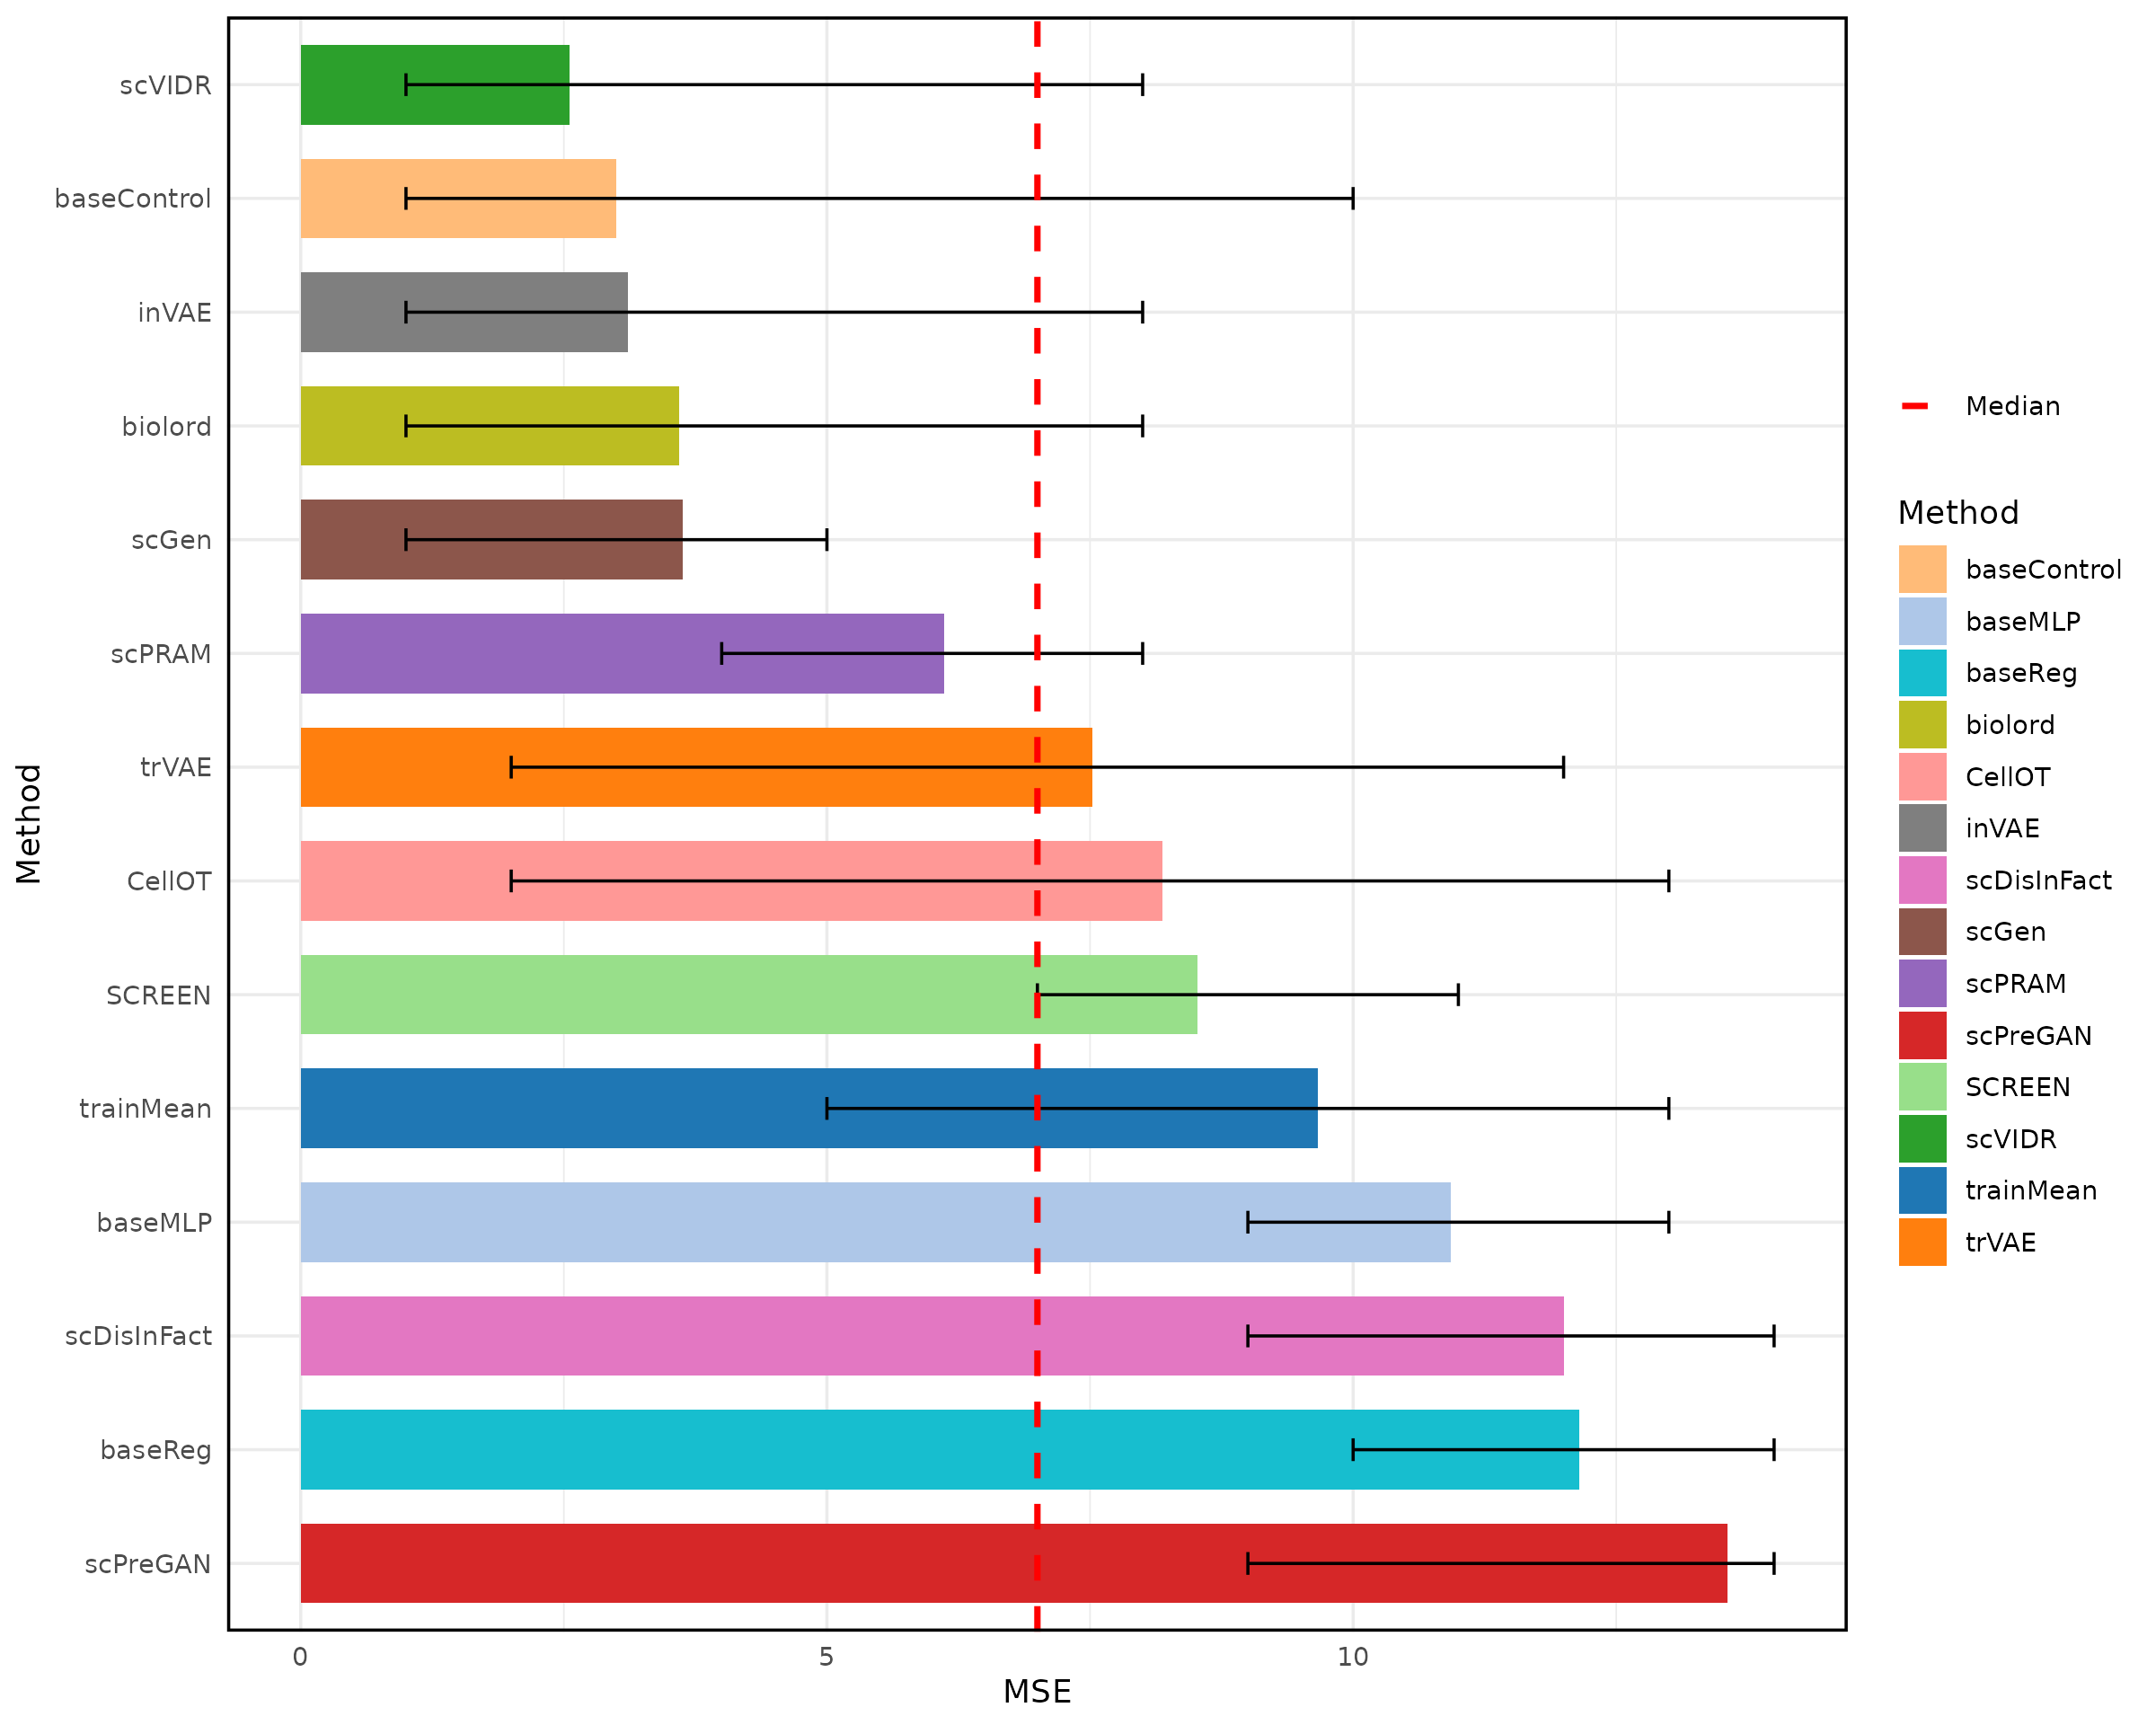 Method
scVIDR
baseControl
inVAE
biolord
scGen
scPRAM
trVAE
CellOT
SCREEN
trainMean
baseMLP
scDisInFact
baseReg
scPreGAN
0 5 10
MSE
Median
Method
baseControl
baseMLP
baseReg
biolord
CellOT
inVAE
scDisInFact
scGen
scPRAM
scPreGAN
SCREEN
scVIDR
trainMean
trVAE